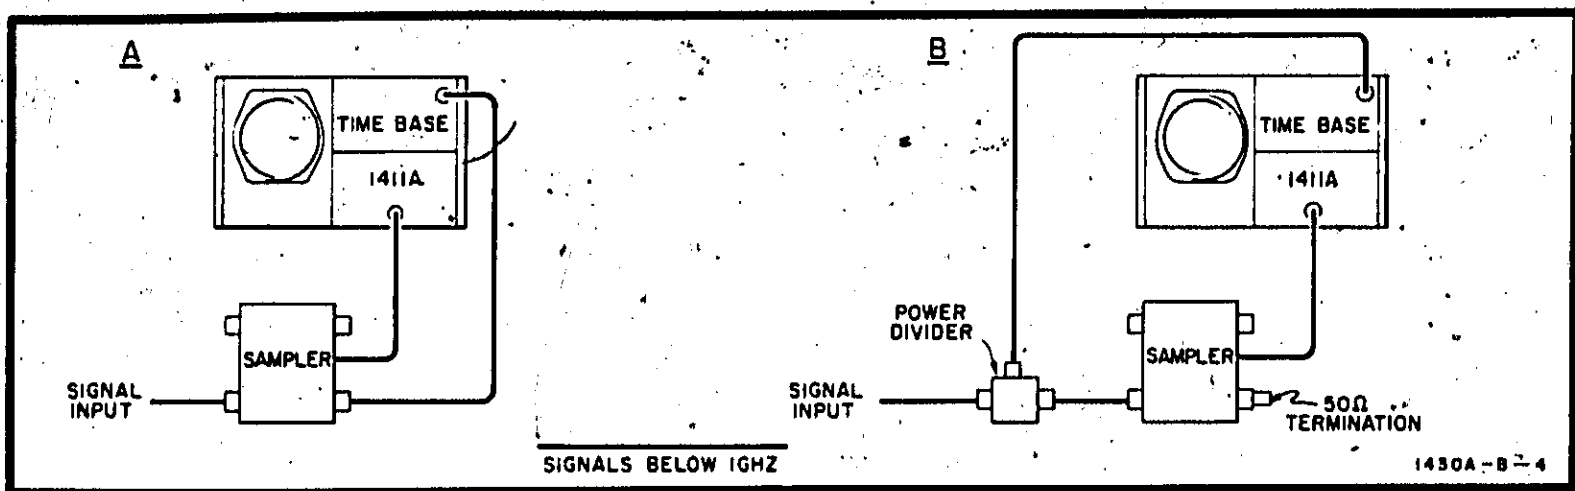 A
TIME BASE
1411A
SAMPLER
SIGNAL
INPUT
SIGNALS BELOW 1GHZ
B
TIME BASE
1411A
POWER
DIVIDER
SAMPLER
SIGNAL
INPUT
50Ω
TERMINATION
1430A-B-4